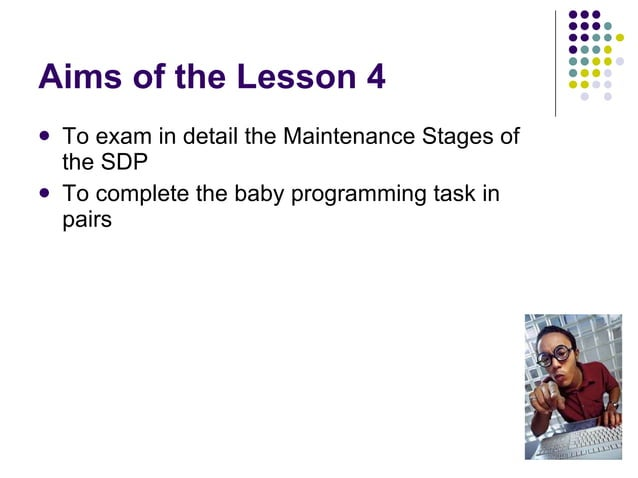 Aims of the Lesson 4
To exam in detail the Maintenance Stages of
the SDP
To complete the baby programming task in
pairs